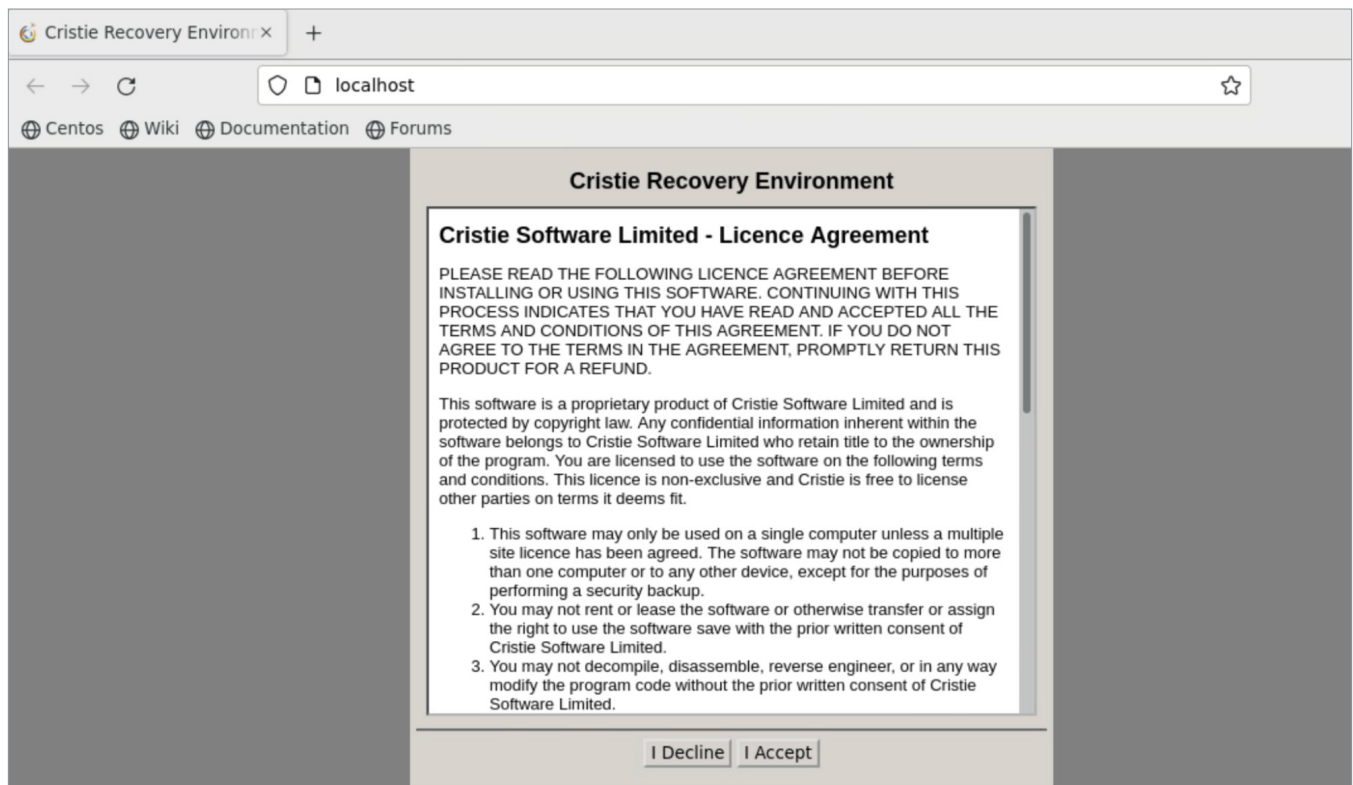 Cristie Recovery Environ
localhost
Centos Wiki Documentation Forums
Cristie Recovery Environment
Cristie Software Limited - Licence Agreement
PLEASE READ THE FOLLOWING LICENCE AGREEMENT BEFORE
INSTALLING OR USING THIS SOFTWARE. CONTINUING WITH THIS
PROCESS INDICATES THAT YOU HAVE READ AND ACCEPTED ALL THE
TERMS AND CONDITIONS OF THIS AGREEMENT. IF YOU DO NOT
AGREE TO THE TERMS IN THE AGREEMENT, PROMPTLY RETURN THIS
PRODUCT FOR A REFUND.
This software is a proprietary product of Cristie Software Limited and is
protected by copyright law. Any confidential information inherent within the
software belongs to Cristie Software Limited who retain title to the ownership
of the program. You are licensed to use the software on the following terms
and conditions. This licence is non-exclusive and Cristie is free to license
other parties on terms it deems fit.
1. This software may only be used on a single computer unless a multiple
site licence has been agreed. The software may not be copied to more
than one computer or to any other device, except for the purposes of
performing a security backup.
2. You may not rent or lease the software or otherwise transfer or assign
the right to use the software save with the prior written consent of
Cristie Software Limited.
3. You may not decompile, disassemble, reverse engineer, or in any way
modify the program code without the prior written consent of Cristie
Software Limited.
I Decline I Accept